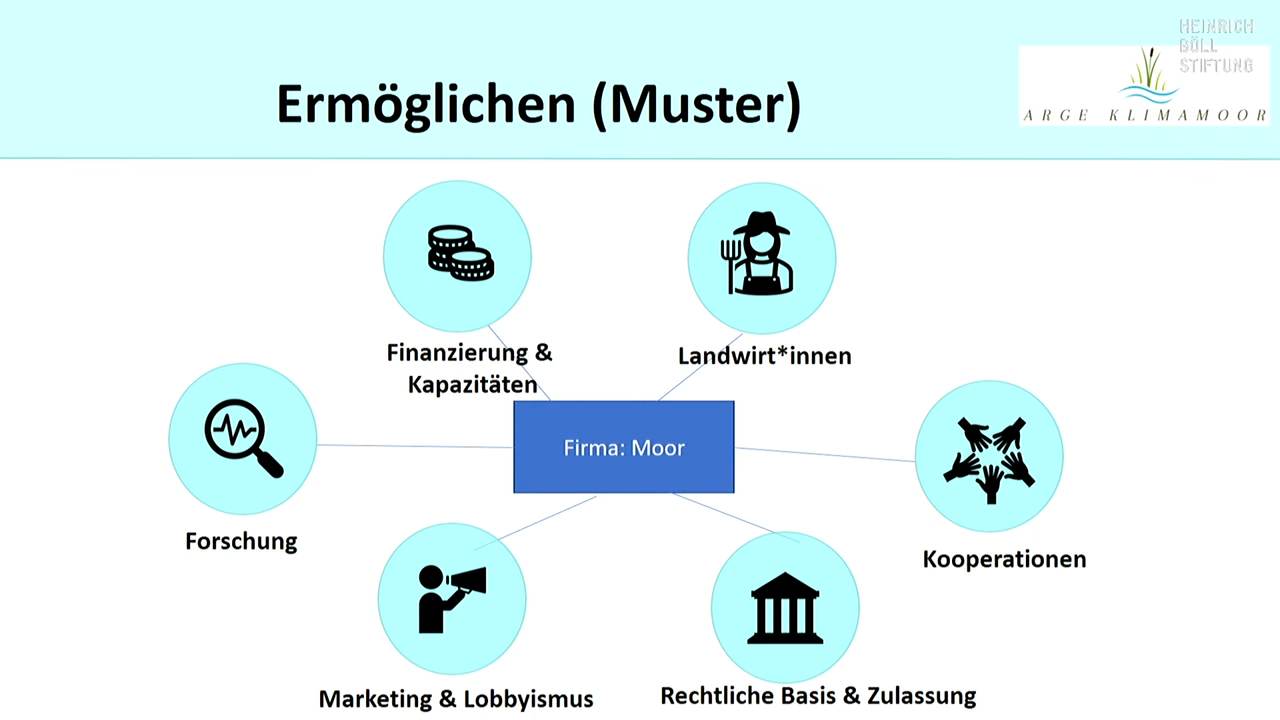 HEINRICH
BÖLL
STIFTUNG
ARGE KLIMAMOOR
Ermöglichen (Muster)
Finanzierung &
Kapazitäten
Landwirt*innen
Firma: Moor
Forschung
Kooperationen
Marketing & Lobbyismus
Rechtliche Basis & Zulassung